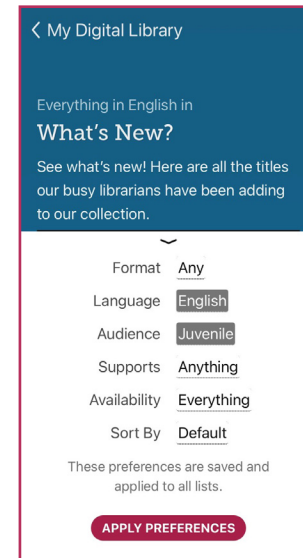 My Digital Library
Everything in English in
What's New?
See what's new! Here are all the titles
our busy librarians have been adding
to our collection.
Format Any
Language English
Audience Juvenile
Supports Anything
Availability Everything
Sort By Default
These preferences are saved and
applied to all lists.
APPLY PREFERENCES